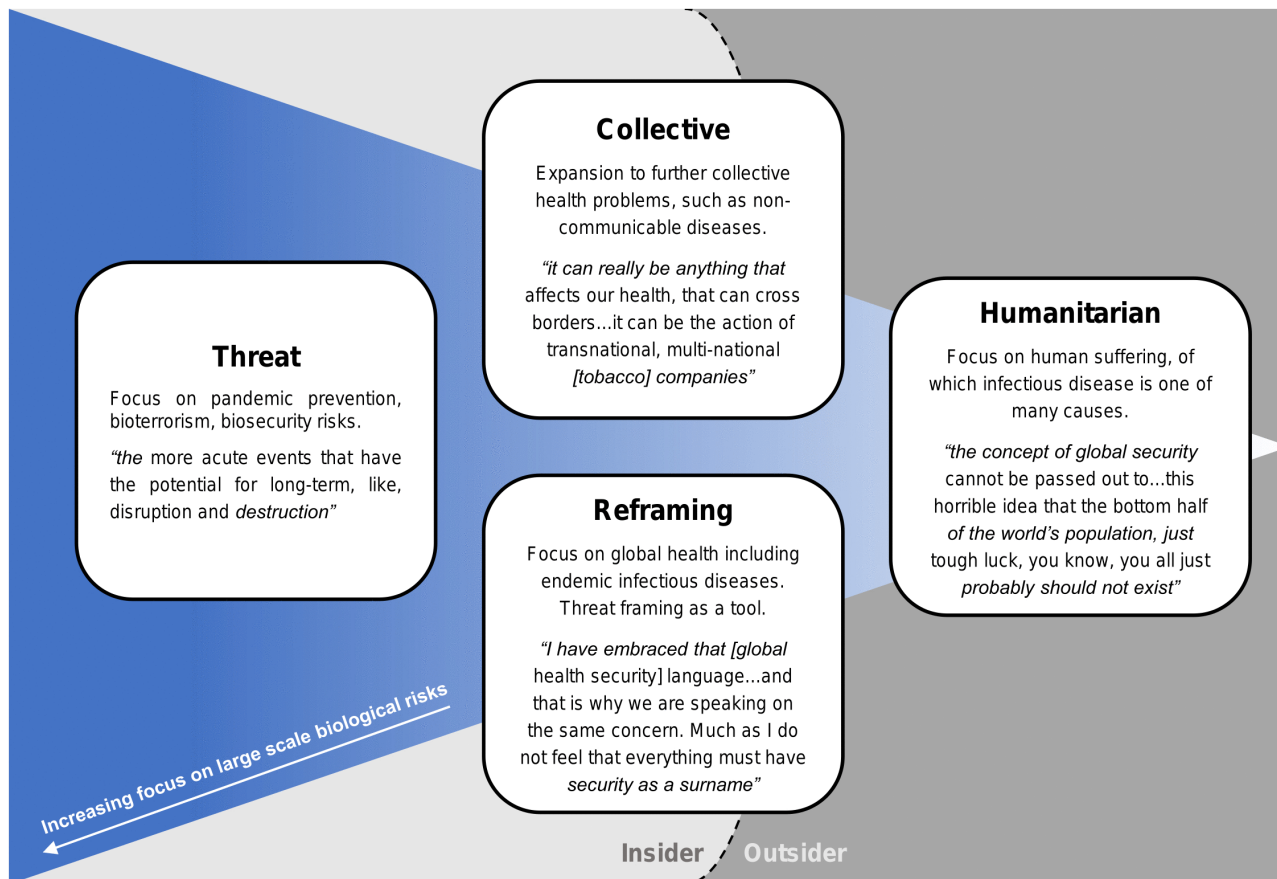 Collective
Expansion to further collective
health problems, such as non-
communicable diseases.
“it can really be anything that
affects our health, that can cross
borders...it can be the action of
transnational, multi-national
[tobacco] companies”
Threat
Focus on pandemic prevention,
bioterrorism, biosecurity risks.
“the more acute events that have
the potential for long-term, like,
disruption and destruction”
Humanitarian
Focus on human suffering, of
which infectious disease is one of
many causes.
“the concept of global security
cannot be passed out to...this
horrible idea that the bottom half
of the world’s population, just
tough luck, you know, you all just
probably should not exist”
Reframing
Focus on global health including
endemic infectious diseases.
Threat framing as a tool.
“I have embraced that [global
health security] language...and
that is why we are speaking on
the same concern. Much as I do
not feel that everything must have
security as a surname”
Increasing focus on large scale biological risks
Insider
Outsider